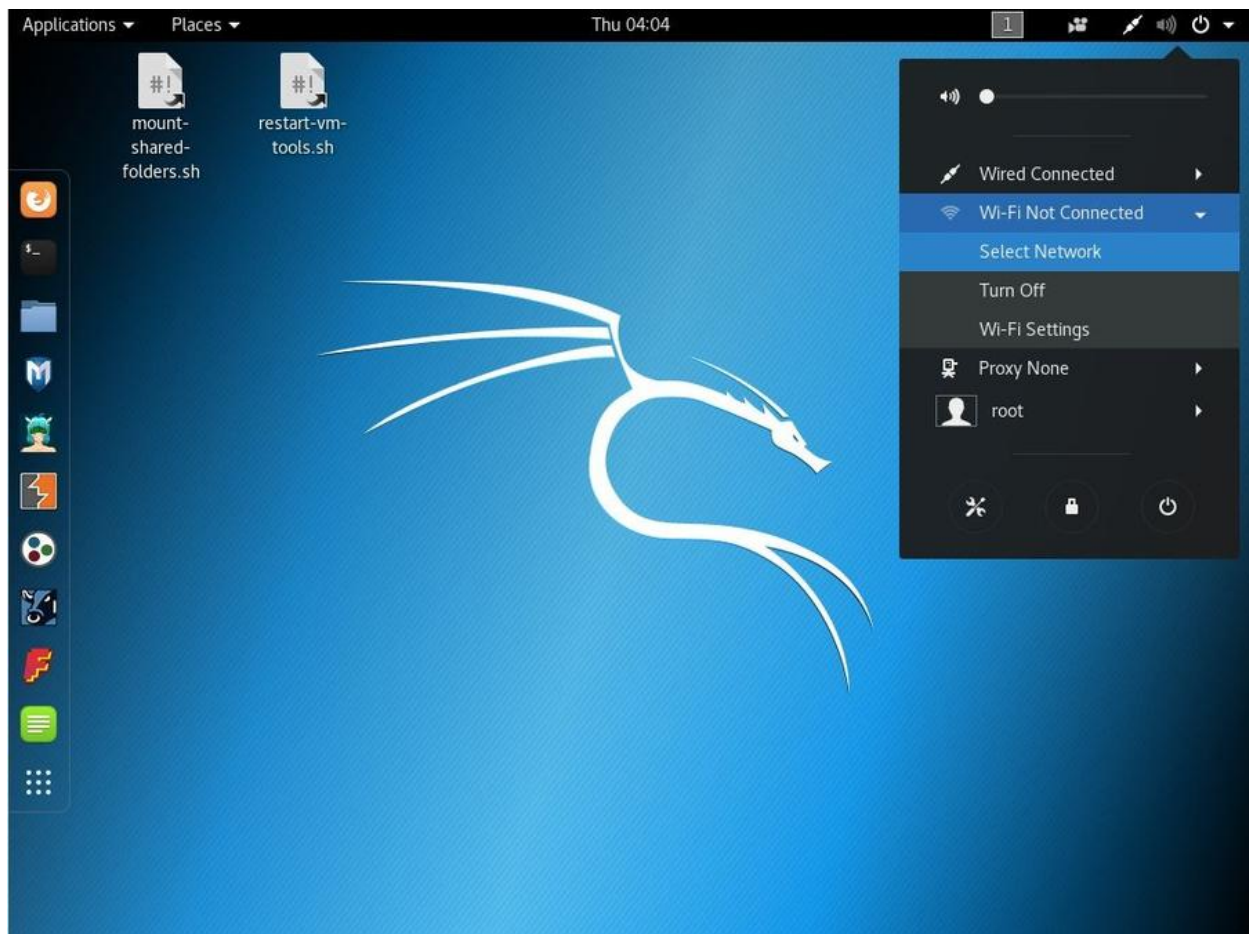 Applications
Places
Thu 04:04
1
#!
mount-
shared-
folders.sh
#!
restart-vm-
tools.sh
$_
Wired Connected
Wi-Fi Not Connected
Select Network
Turn Off
Wi-Fi Settings
Proxy None
root